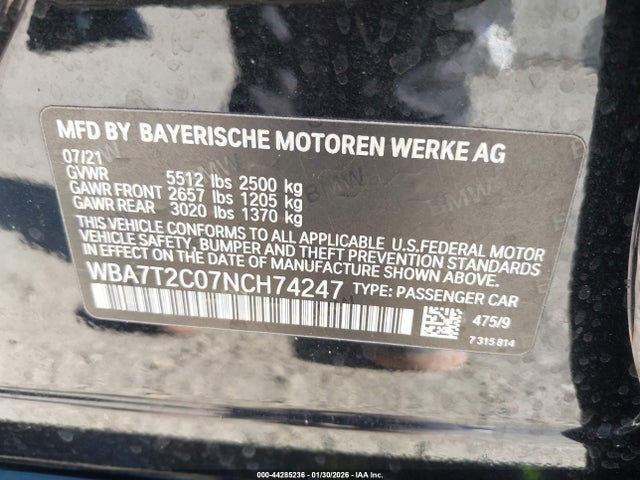 MFD BY BAYERISCHE MOTOREN WERKE AG
07/21
GVWR 5512 lbs 2500 kg
GAWR FRONT 2657 lbs 1205 kg
GAWR REAR 3020 lbs 1370 kg
THIS VEHICLE CONFORMS TO ALL APPLICABLE U.S.FEDERAL MOTOR
VEHICLE SAFETY, BUMPER AND THEFT PREVENTION STANDARDS
IN EFFECT ON THE DATE OF MANUFACTURE SHOWN ABOVE.
WBA7T2C07NCH74247 TYPE: PASSENGER CAR
475/9
7 315 814
000-44285236 - 01/30/2026 - IAA Inc.